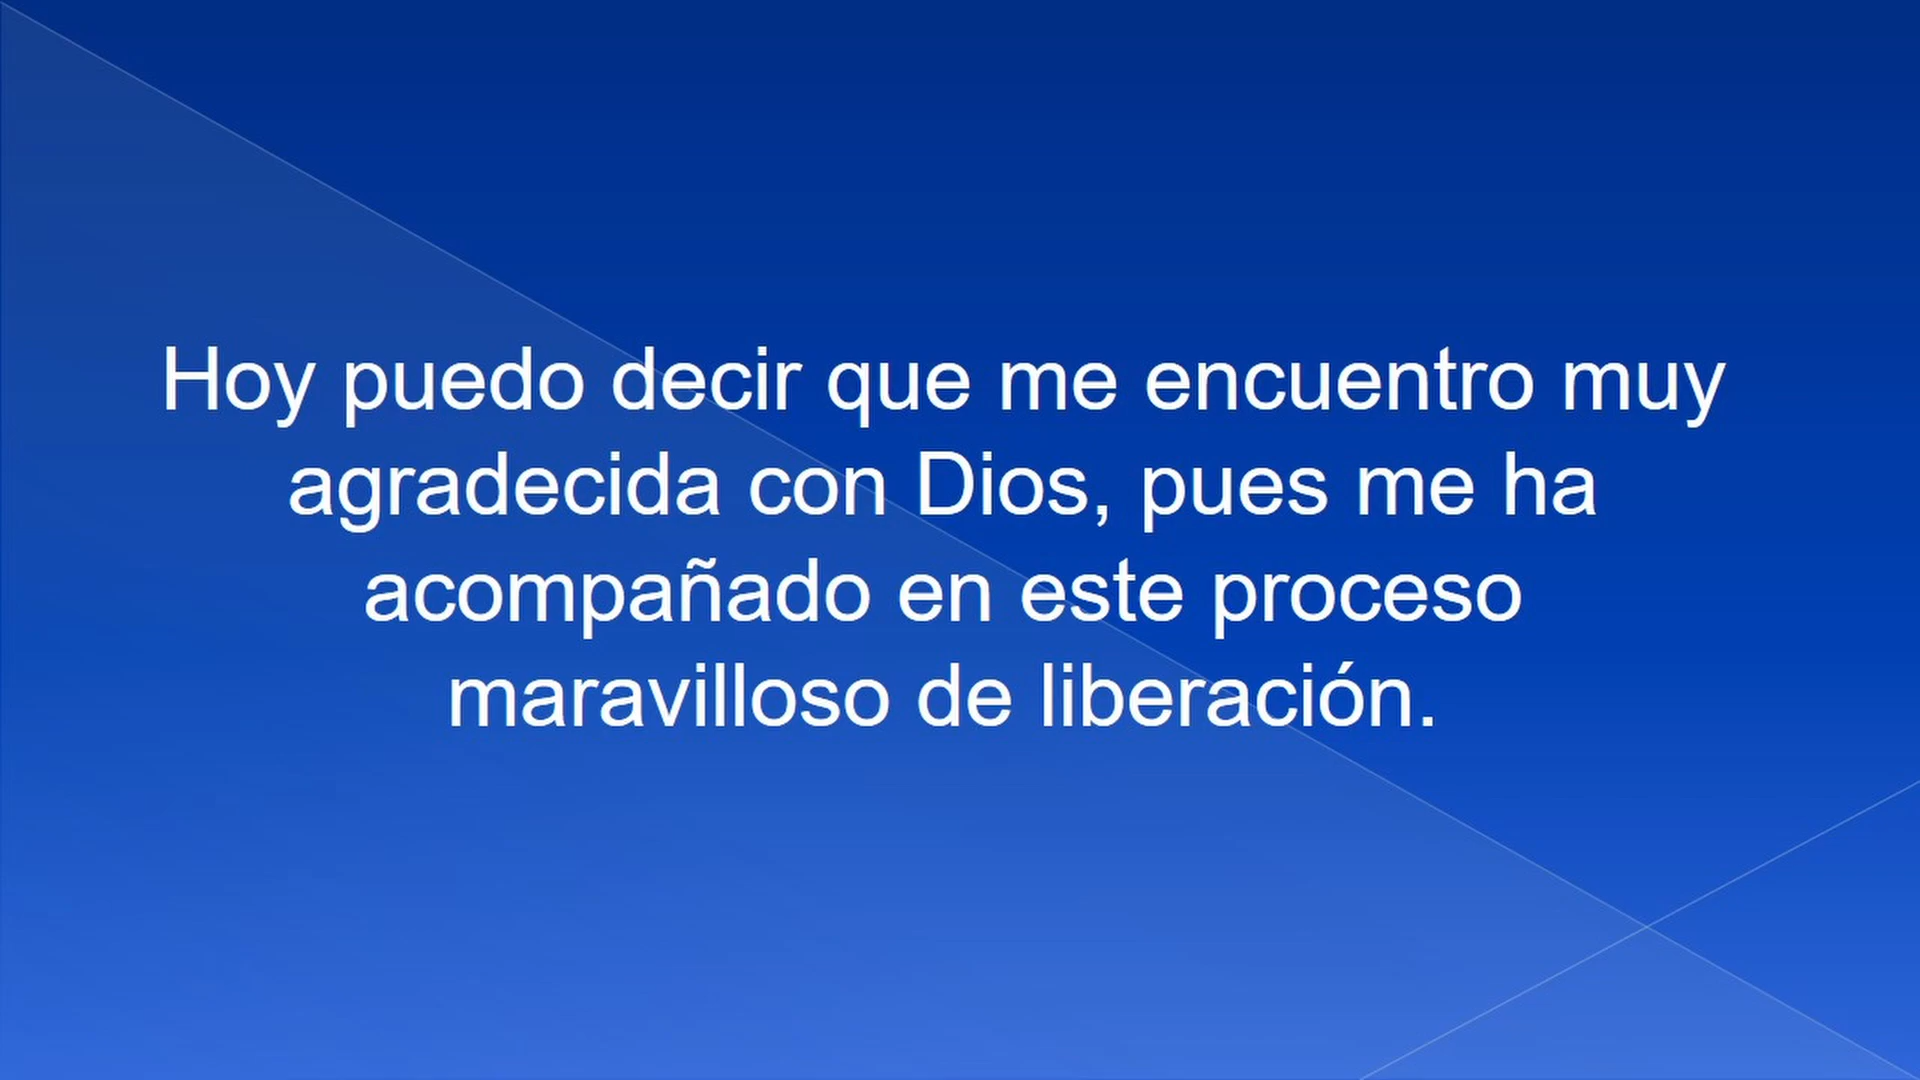 Hoy puedo decir que me encuentro muy
agradecida con Dios, pues me ha
acompañado en este proceso
maravilloso de liberación.